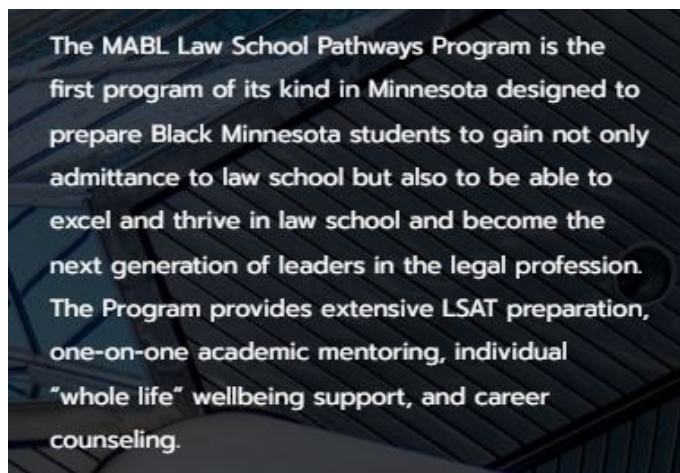 The MABL Law School Pathways Program is the
first program of its kind in Minnesota designed to
prepare Black Minnesota students to gain not only
admittance to law school but also to be able to
excel and thrive in law school and become the
next generation of leaders in the legal profession.
The Program provides extensive LSAT preparation,
one-on-one academic mentoring, individual
"whole life" wellbeing support, and career
counseling.